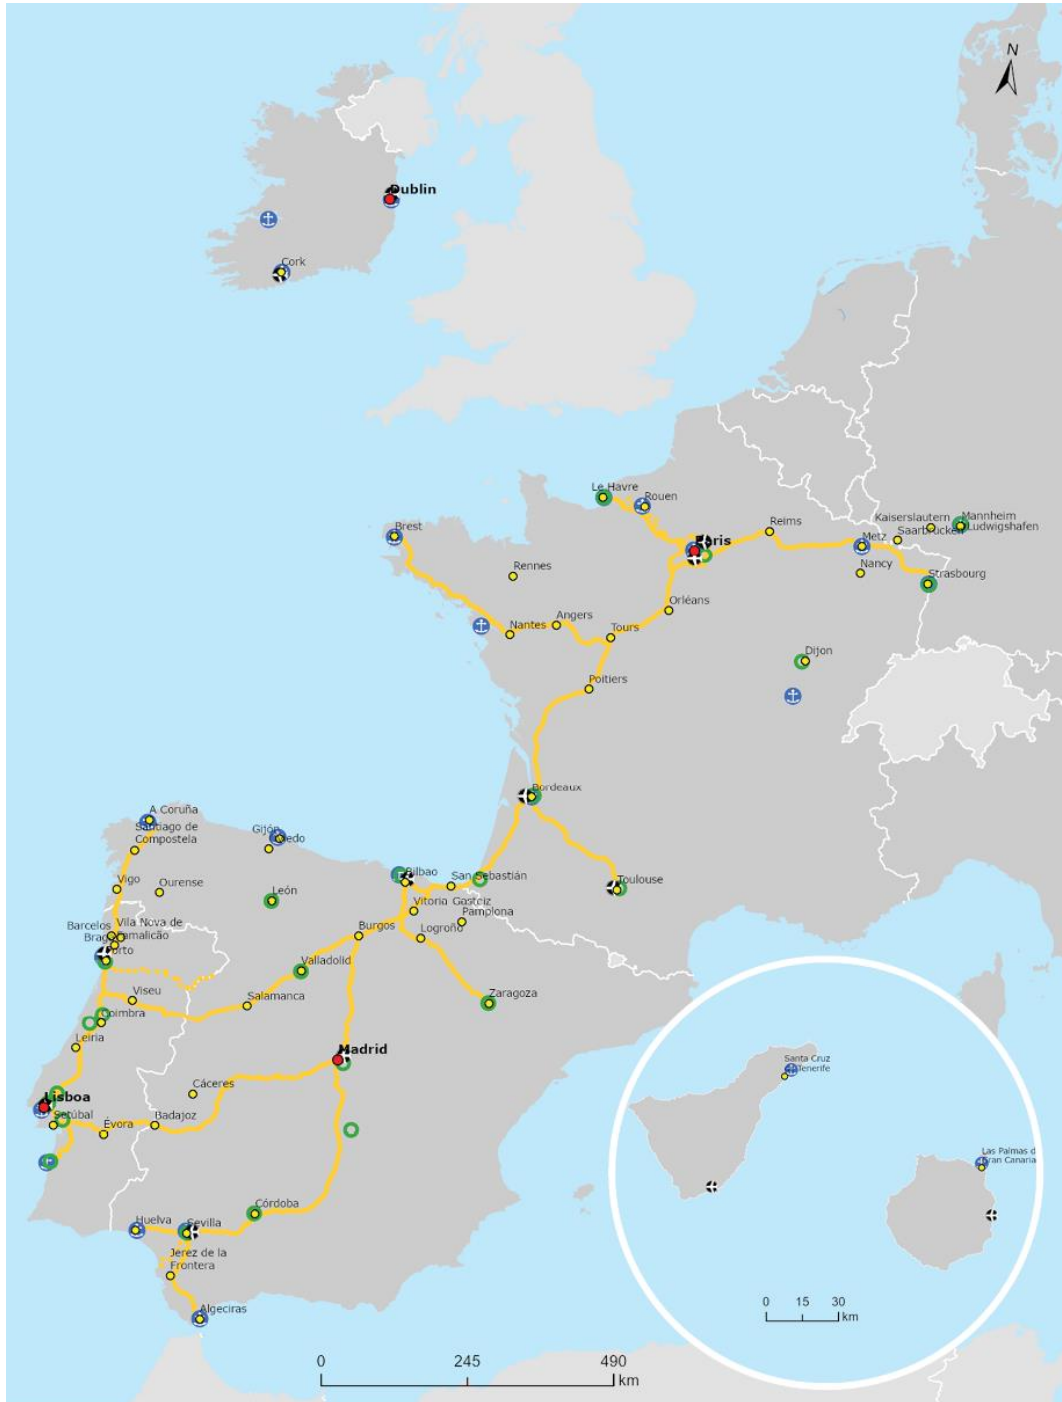 N
Dublin
Cork
Le Havre
Rouen
Brest
Paris
Reims
Kaiserslautern
Mannheim
Ludwigshafen
Saarbrücken
Metz
Nancy
Strasbourg
Rennes
Orléans
Angers
Nantes
Tours
Dijon
Poitiers
Bordeaux
Toulouse
A Coruña
Santiago de
Compostela
Gijón
Vigo
Ourense
León
Bilbao
San Sebastián
Vitoria
Gasteiz
Pamplona
Logroño
Burgos
Barcelos
Vila Nova de
Famalicão
Porto
Valladolid
Viseu
Salamanca
Zaragoza
Coimbra
Leiria
Madrid
Cáceres
Lisboa
Setúbal
Évora
Badajoz
Córdoba
Huelva
Sevilla
Jerez de la
Frontera
Algeciras
Santa Cruz
Tenerife
Las Palmas d
Gran Canaria
0 15 30
km
0 245 490
km